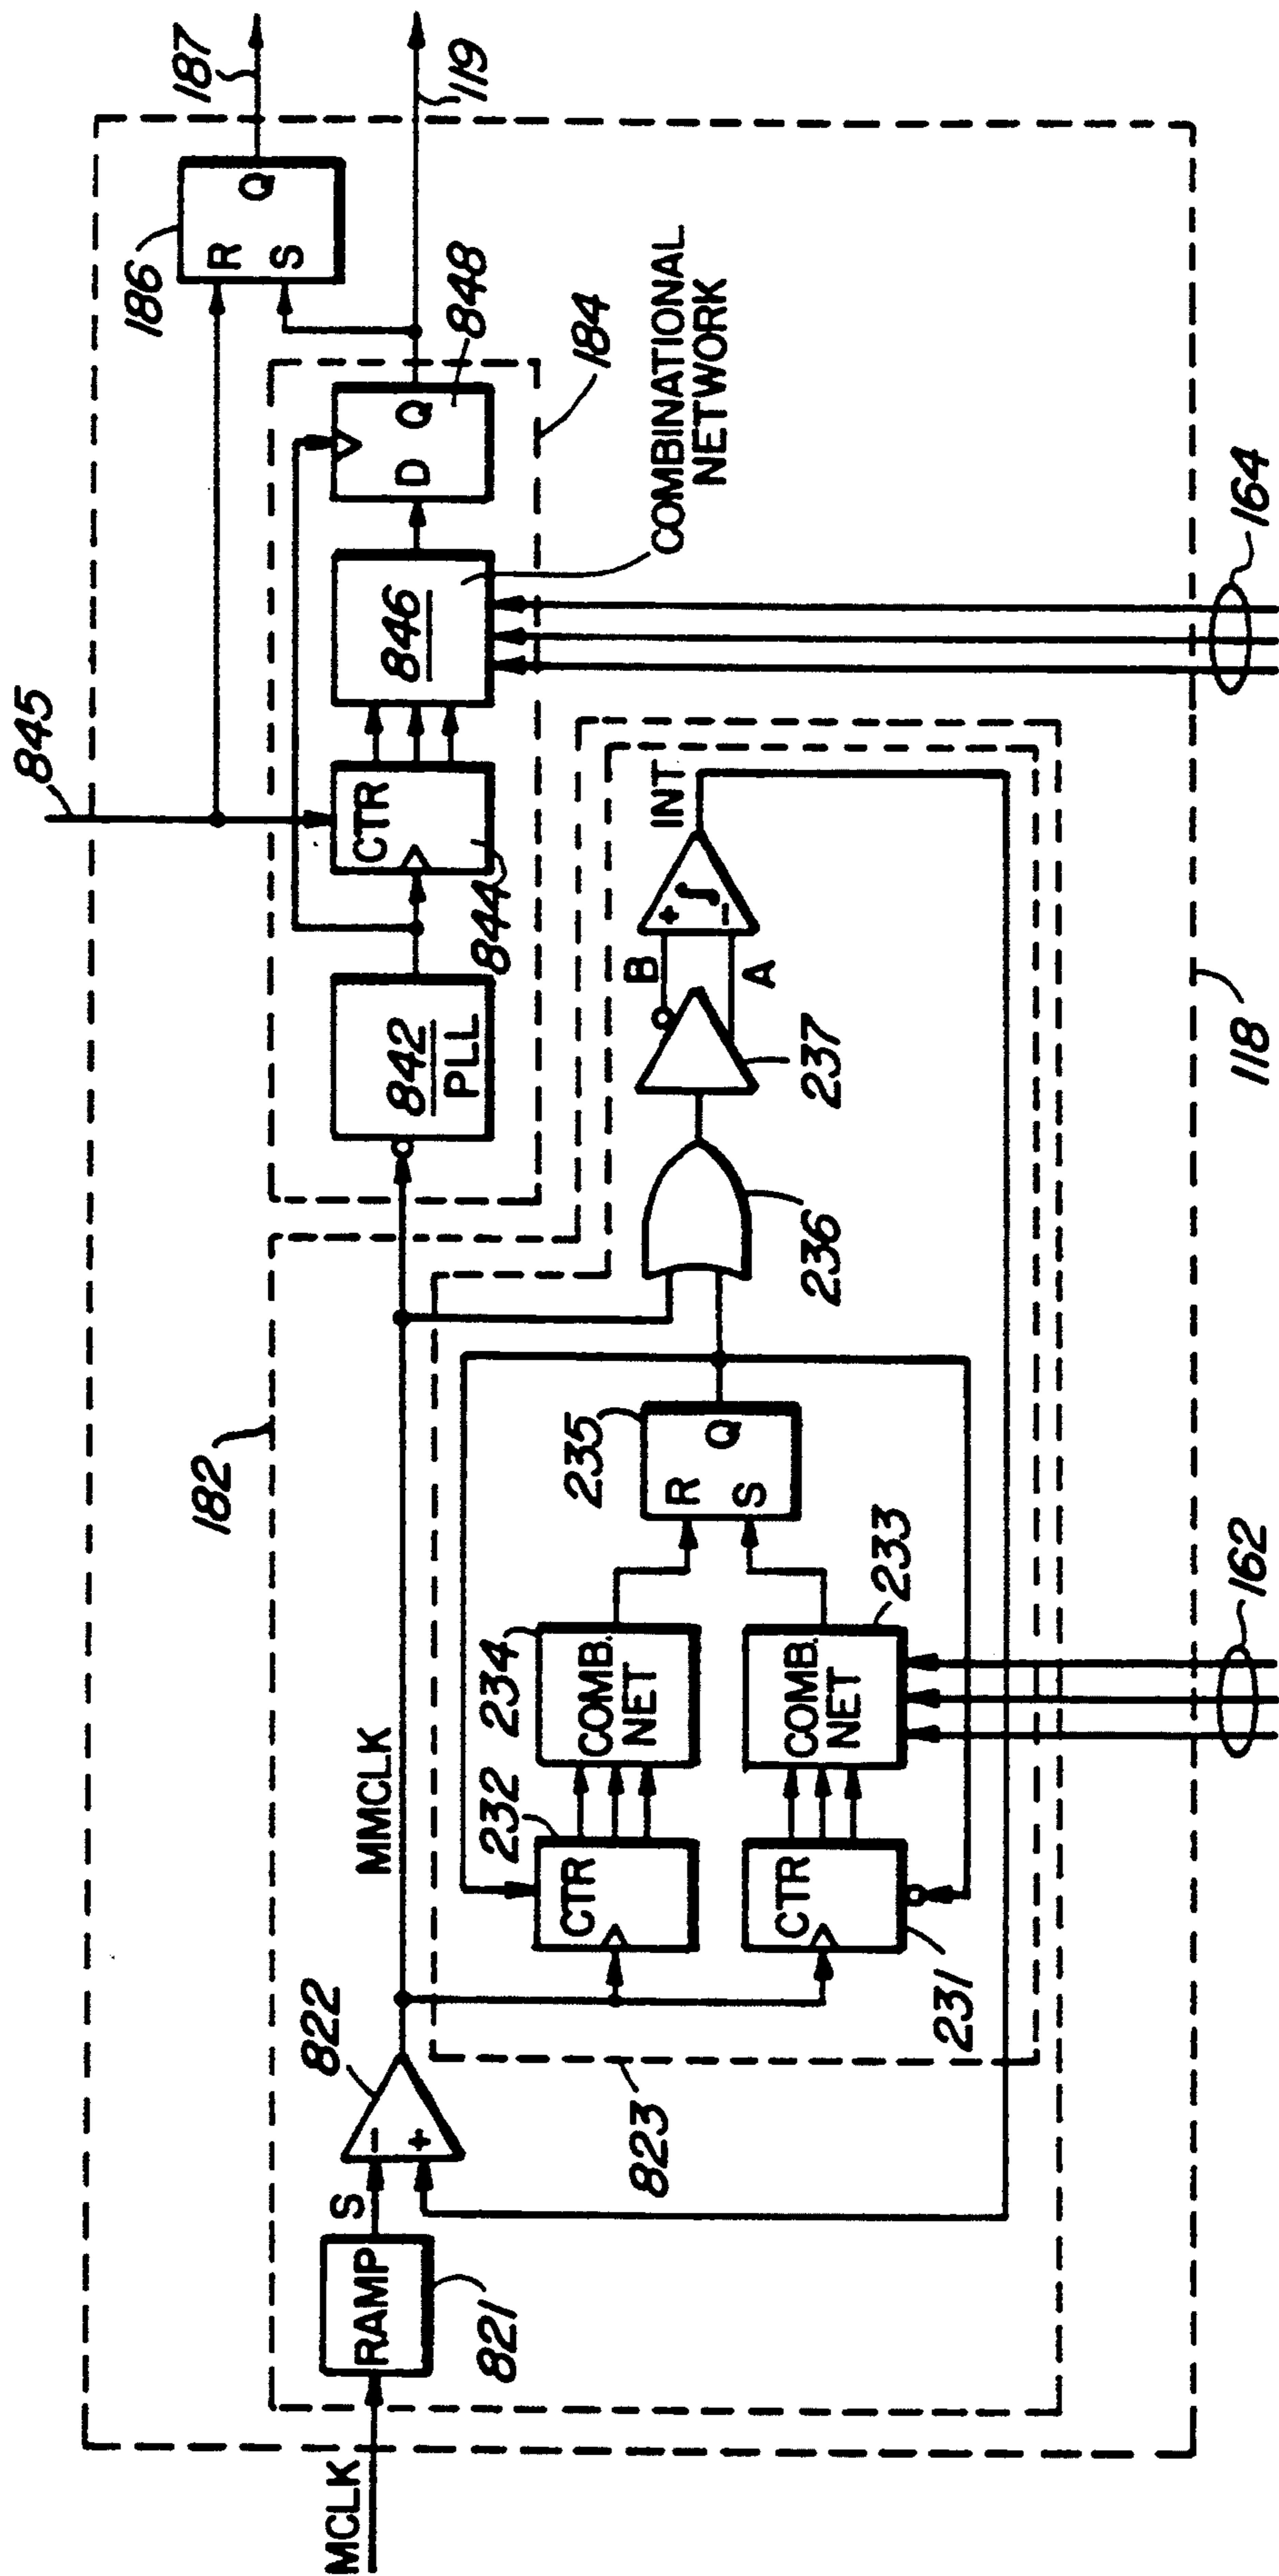 187
119
186
R
Q
S
848
184
COMBINATIONAL
NETWORK
D Q
846
845
CTR
844
842
PLL
164
INT
+
∫
−
B
A
237
236
118
182
235
R
Q
S
MMCLK
234
COMB.
NET
233
COMB.
NET
232
CTR
CTR
231
162
822
−
+
823
S
RAMP
821
MCLK